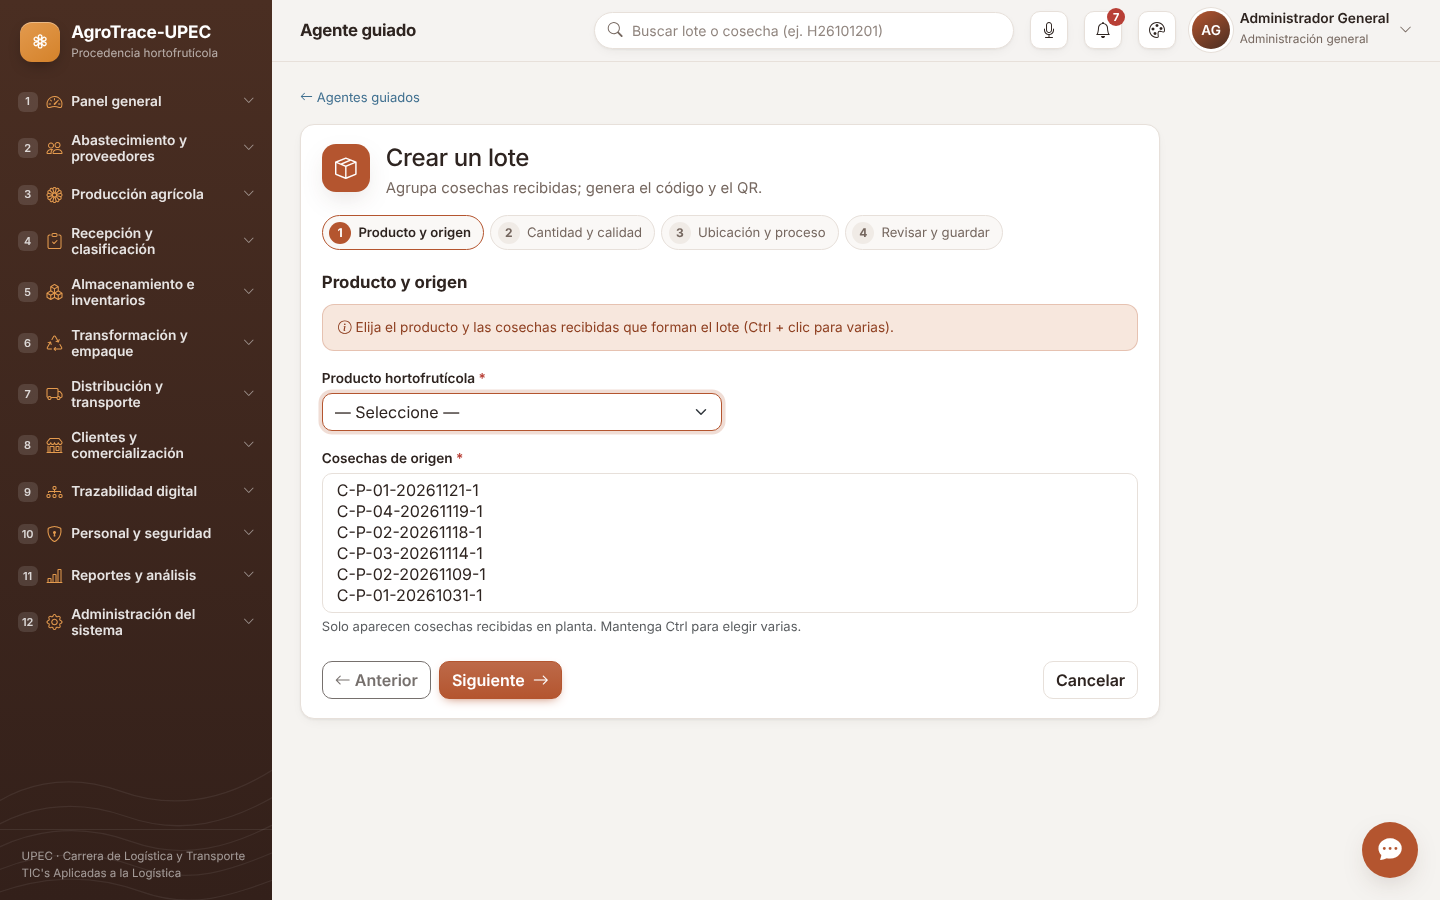 AgroTrace-UPEC
Procedencia hortofrutícola
1 Panel general
2 Abastecimiento y
proveedores
3 Producción agrícola
4 Recepción y
clasificación
5 Almacenamiento e
inventarios
6 Transformación y
empaque
7 Distribución y
transporte
8 Clientes y
comercialización
9 Trazabilidad digital
10 Personal y seguridad
11 Reportes y análisis
12 Administración del
sistema
UPEC · Carrera de Logística y Transporte
TIC's Aplicadas a la Logística
Agente guiado
Buscar lote o cosecha (ej. H26101201)
7
AG
Administrador General
Administración general
← Agentes guiados
Crear un lote
Agrupa cosechas recibidas; genera el código y el QR.
1 Producto y origen
2 Cantidad y calidad
3 Ubicación y proceso
4 Revisar y guardar
Producto y origen
Elija el producto y las cosechas recibidas que forman el lote (Ctrl + clic para varias).
Producto hortofrutícola *
— Seleccione —
Cosechas de origen *
C-P-01-20261121-1
C-P-04-20261119-1
C-P-02-20261118-1
C-P-03-20261114-1
C-P-02-20261109-1
C-P-01-20261031-1
Solo aparecen cosechas recibidas en planta. Mantenga Ctrl para elegir varias.
← Anterior
Siguiente →
Cancelar